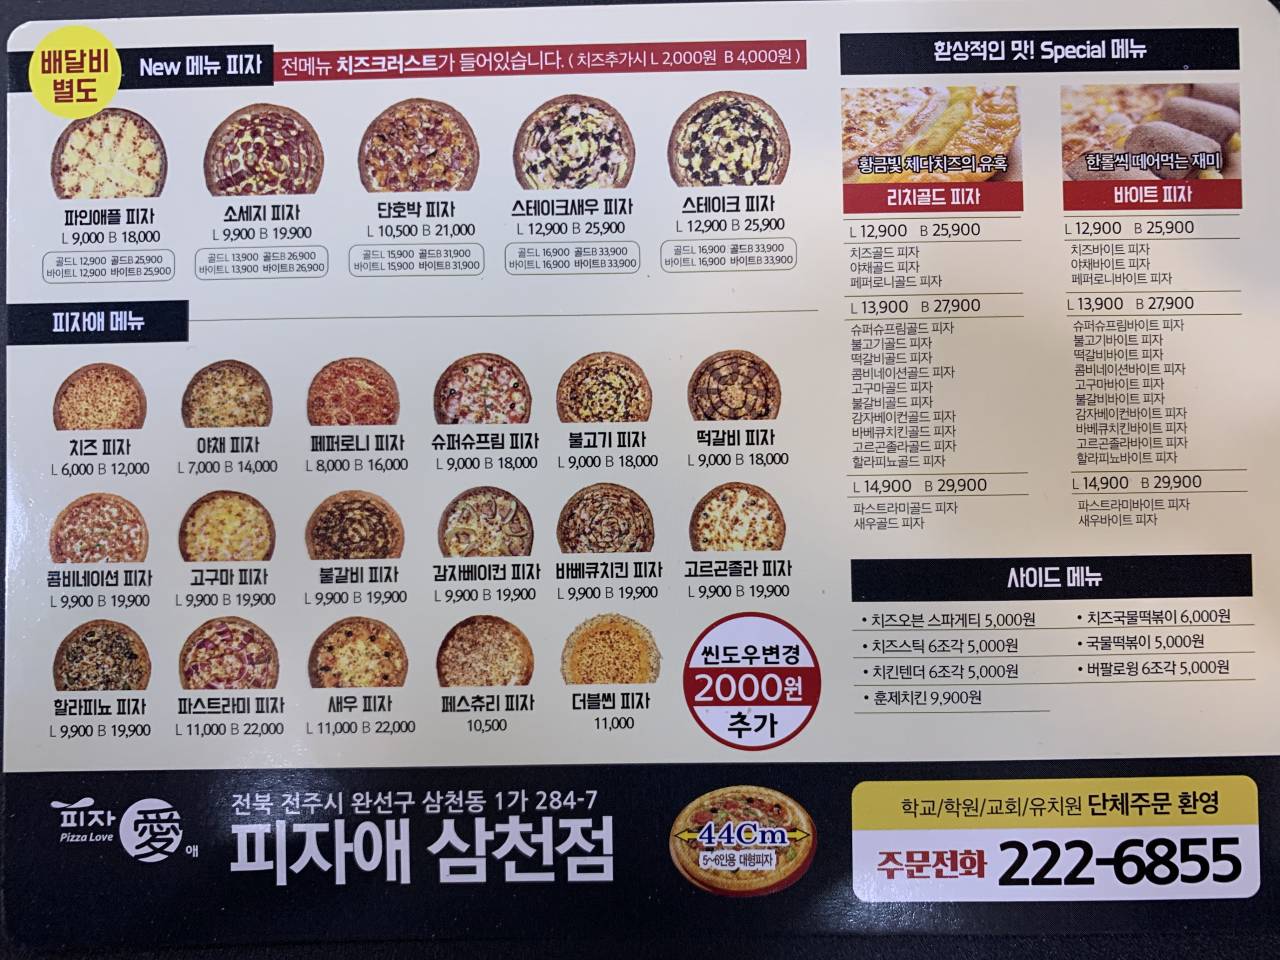 배달비
별도
New 메뉴 피자
전메뉴 치즈크러스트가 들어있습니다. ( 치즈추가시 L 2,000원 B 4,000원 )
파인애플 피자
L 9,000 B 18,000
골드L 12,900 골드B 25,900
바이트L 12,900 바이트B 25,900
소세지 피자
L 9,900 B 19.900
골드L 13,900 골드B 26,900
바이트L 13,900 바이트B 26,900
단호박 피자
L 10,500 B 21,000
골드L 15,900 골드B 31,900
바이트L 15,900 바이트B 31,900
스테이크새우 피자
L 12,900 B 25,900
골드L 16,900 골드B 33,900
바이트L 16,900 바이트B 33,900
스테이크 피자
L 12,900 B 25,900
골드L 16,900 골드B 33,900
바이트L 16,900 바이트B 33,900
피자애 메뉴
치즈 피자
L 6,000 B 12,000
야채 피자
L 7,000 B 14,000
페퍼로니 피자
L 8,000 B 16,000
슈퍼슈프림 피자
L 9,000 B 18,000
불고기 피자
L 9,000 B 18,000
떡갈비 피자
L 9,000 B 18,000
콤비네이션 피자
L 9,900 B 19,900
고구마 피자
L 9,900 B 19,900
불갈비 피자
L 9,900 B 19,900
감자베이컨 피자
L 9,900 B 19,900
바베큐치킨 피자
L 9,900 B 19,900
고르곤졸라 피자
L 9,900 B 19,900
할라피뇨 피자
L 9,900 B 19,900
파스트라미 피자
L 11,000 B 22,000
새우 피자
L 11,000 B 22,000
페스츄리 피자
10,500
더블씬 피자
11,000
씬도우변경
2000원
추가
환상적인 맛! Special 메뉴
황금빛 체다치즈의 유혹
리치골드 피자
L 12,900 B 25,900
치즈골드 피자
야채골드 피자
페퍼로니골드 피자
L 13,900 B 27,900
슈퍼슈프림골드 피자
불고기골드 피자
떡갈비골드 피자
콤비네이션골드 피자
고구마골드 피자
불갈비골드 피자
감자베이컨골드 피자
바베큐치킨골드 피자
고르곤졸라골드 피자
할라피뇨골드 피자
L 14,900 B 29,900
파스트라미골드 피자
새우골드 피자
한롤씩 떼어먹는 재미
바이트 피자
L 12,900 B 25,900
치즈바이트 피자
야채바이트 피자
페퍼로니바이트 피자
L 13,900 B 27,900
슈퍼슈프림바이트 피자
불고기바이트 피자
떡갈비바이트 피자
콤비네이션바이트 피자
고구마바이트 피자
불갈비바이트 피자
감자베이컨바이트 피자
바베큐치킨바이트 피자
고르곤졸라바이트 피자
할라피뇨바이트 피자
L 14,900 B 29,900
파스트라미바이트 피자
새우바이트 피자
사이드 메뉴
• 치즈오븐 스파게티 5,000원
• 치즈스틱 6조각 5,000원
• 치킨텐더 6조각 5,000원
• 훈제치킨 9,900원
• 치즈국물떡볶이 6,000원
• 국물떡볶이 5,000원
• 버팔로윙 6조각 5,000원
피자
Pizza Love
愛
애
전북 전주시 완선구 삼천동 1가 284-7
피자애 삼천점
44Cm
5~6인용 대형피자
학교/학원/교회/유치원 단체주문 환영
주문전화 222-6855